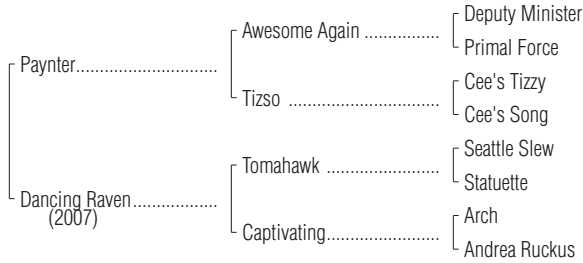 Deputy Minister
Awesome Again ................
Primal Force
Paynter..............................
Cee's Tizzy
Tizso ................................
Cee's Song
Seattle Slew
Tomahawk ........................
Statuette
Dancing Raven..................
(2007)
Arch
Captivating........................
Andrea Ruckus